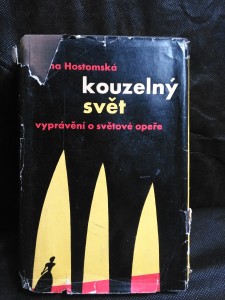 na Hostomská
kouzelný
svět
vyprávění o světové opeře